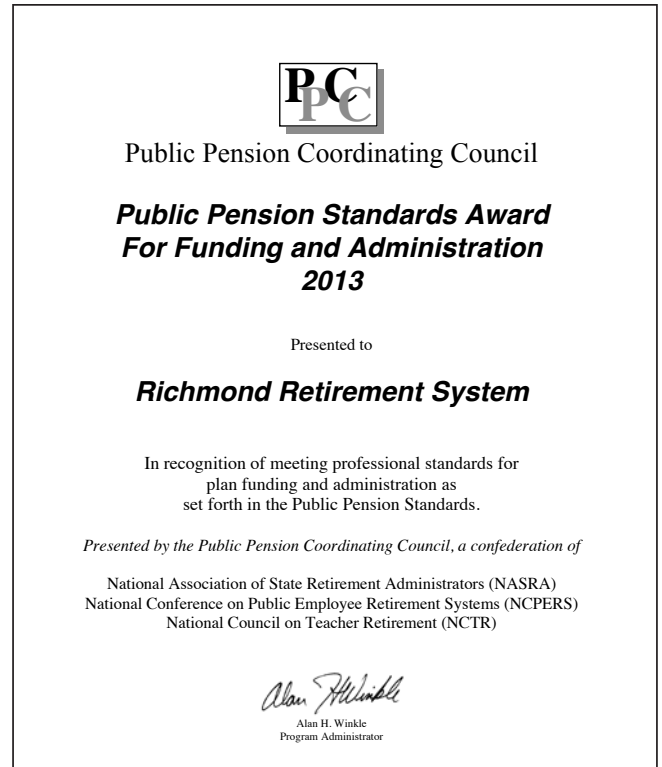 PPCC
Public Pension Coordinating Council
Public Pension Standards Award
For Funding and Administration
2013
Presented to
Richmond Retirement System
In recognition of meeting professional standards for
plan funding and administration as
set forth in the Public Pension Standards.
Presented by the Public Pension Coordinating Council, a confederation of
National Association of State Retirement Administrators (NASRA)
National Conference on Public Employee Retirement Systems (NCPERS)
National Council on Teacher Retirement (NCTR)
Alan H Winkle
Alan H. Winkle
Program Administrator